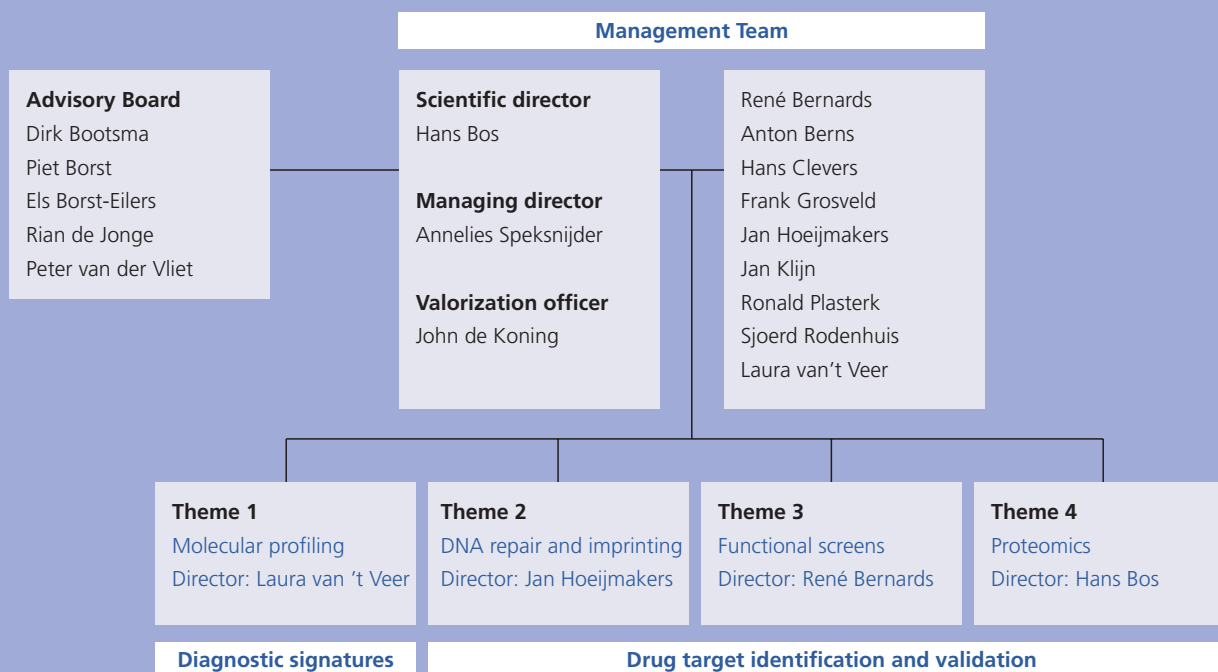 Management Team
Advisory Board
Dirk Bootsma
Piet Borst
Els Borst-Eilers
Rian de Jonge
Peter van der Vliet
Scientific director
Hans Bos
Managing director
Annelies Speksnijder
Valorization officer
John de Koning
René Bernards
Anton Berns
Hans Clevers
Frank Grosveld
Jan Hoeijmakers
Jan Klijn
Ronald Plasterk
Sjoerd Rodenhuis
Laura van't Veer
Theme 1
Molecular profiling
Director: Laura van 't Veer
Theme 2
DNA repair and imprinting
Director: Jan Hoeijmakers
Theme 3
Functional screens
Director: René Bernards
Theme 4
Proteomics
Director: Hans Bos
Diagnostic signatures
Drug target identification and validation